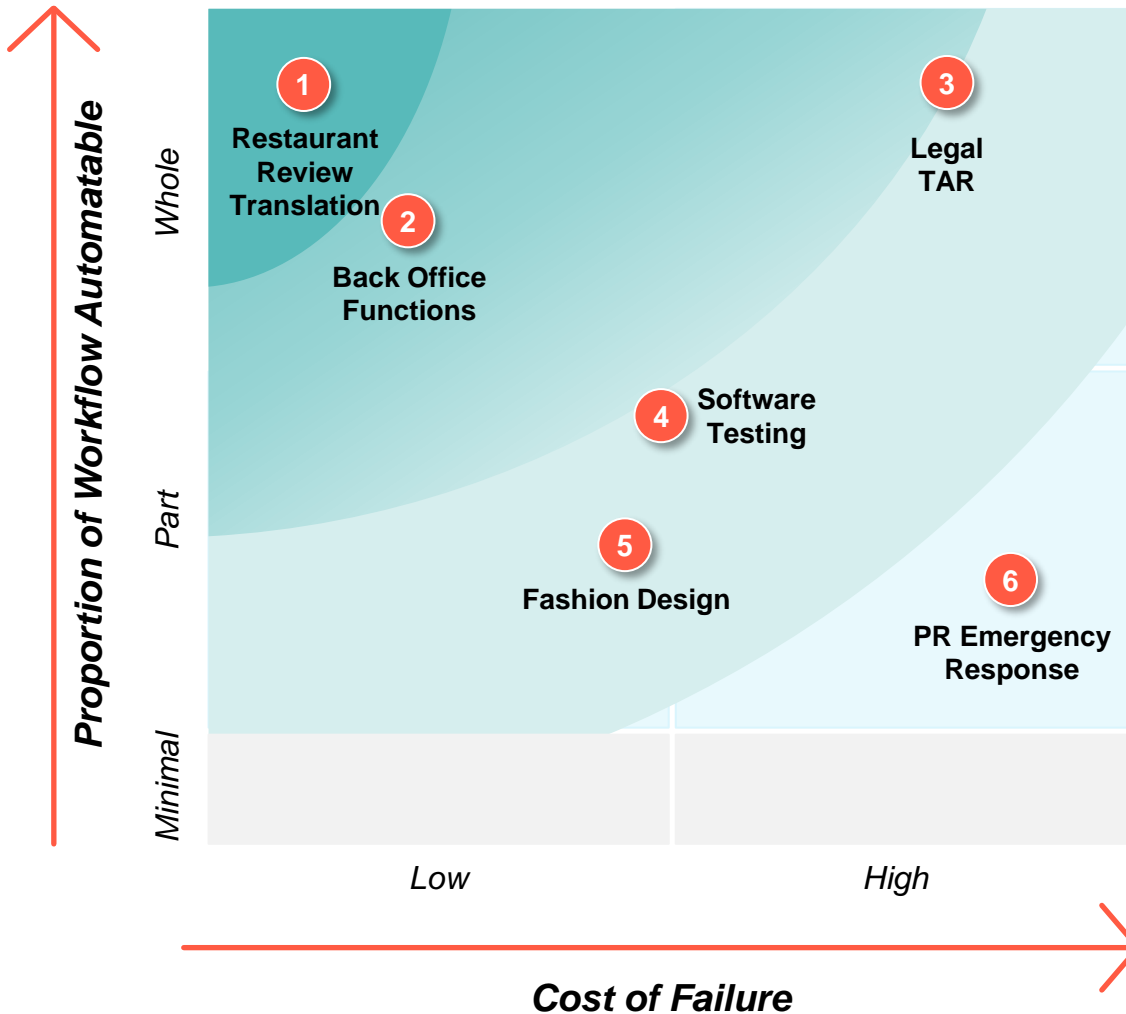 Proportion of Workflow Automatable
Whole
Part
Minimal
1
Restaurant
Review
Translation
2
Back Office
Functions
3
Legal
TAR
4
Software
Testing
5
Fashion Design
6
PR Emergency
Response
Low
High
Cost of Failure